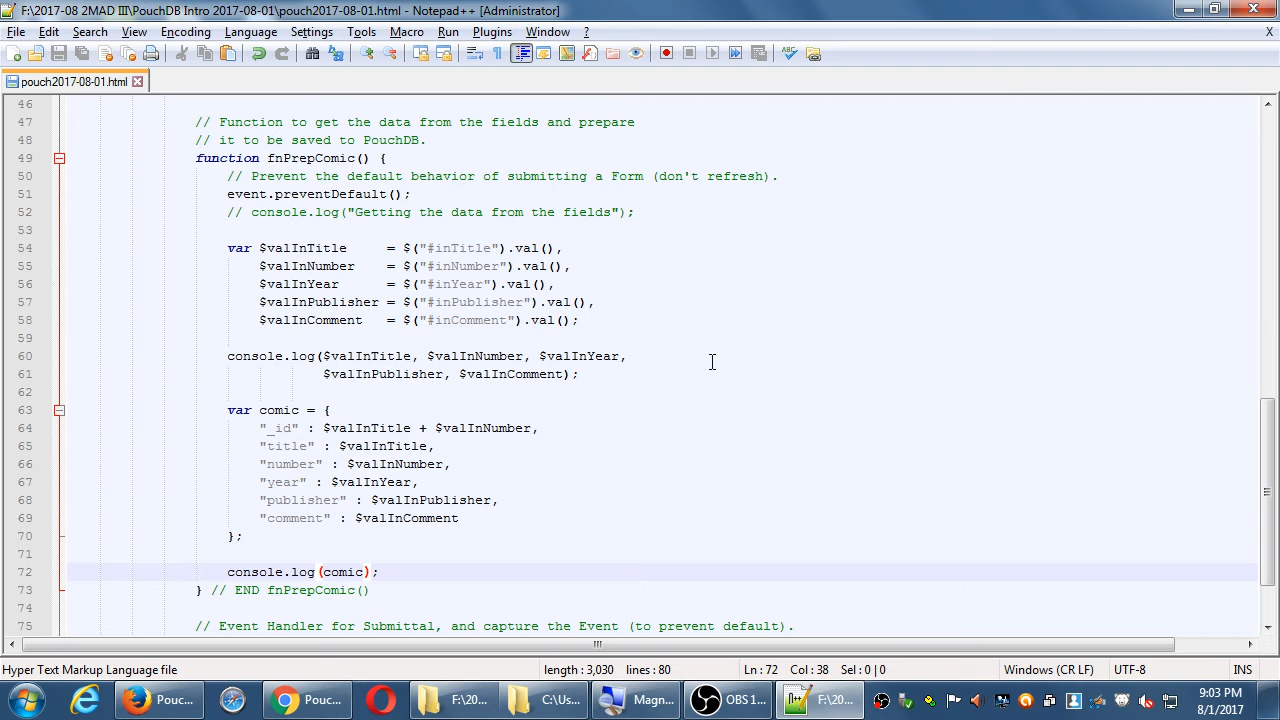 F:\2017-08 2MAD III\PouchDB Intro 2017-08-01\pouch2017-08-01.html - Notepad++ [Administrator]
File Edit Search View Encoding Language Settings Tools Macro Run Plugins Window ? X
pouch2017-08-01.html
46
47 // Function to get the data from the fields and prepare
48 // it to be saved to PouchDB.
49 function fnPrepComic() {
50 // Prevent the default behavior of submitting a Form (don't refresh).
51 event.preventDefault();
52 // console.log("Getting the data from the fields");
53
54 var $valInTitle = $("#inTitle").val(),
55 $valInNumber = $("#inNumber").val(),
56 $valInYear = $("#inYear").val(),
57 $valInPublisher = $("#inPublisher").val(),
58 $valInComment = $("#inComment").val();
59
60 console.log($valInTitle, $valInNumber, $valInYear,
61 $valInPublisher, $valInComment);
62
63 var comic = {
64 "_id" : $valInTitle + $valInNumber,
65 "title" : $valInTitle,
66 "number" : $valInNumber,
67 "year" : $valInYear,
68 "publisher" : $valInPublisher,
69 "comment" : $valInComment
70 };
71
72 console.log(comic);
73 } // END fnPrepComic()
74
75 // Event Handler for Submittal, and capture the Event (to prevent default).
Hyper Text Markup Language file length : 3,030 lines : 80 Ln : 72 Col : 38 Sel : 0 | 0 Windows (CR LF) UTF-8 INS
Pouc... Pouc... F:\20... C:\Us... Magn... OBS 1... F:\20... 9:03 PM
8/1/2017